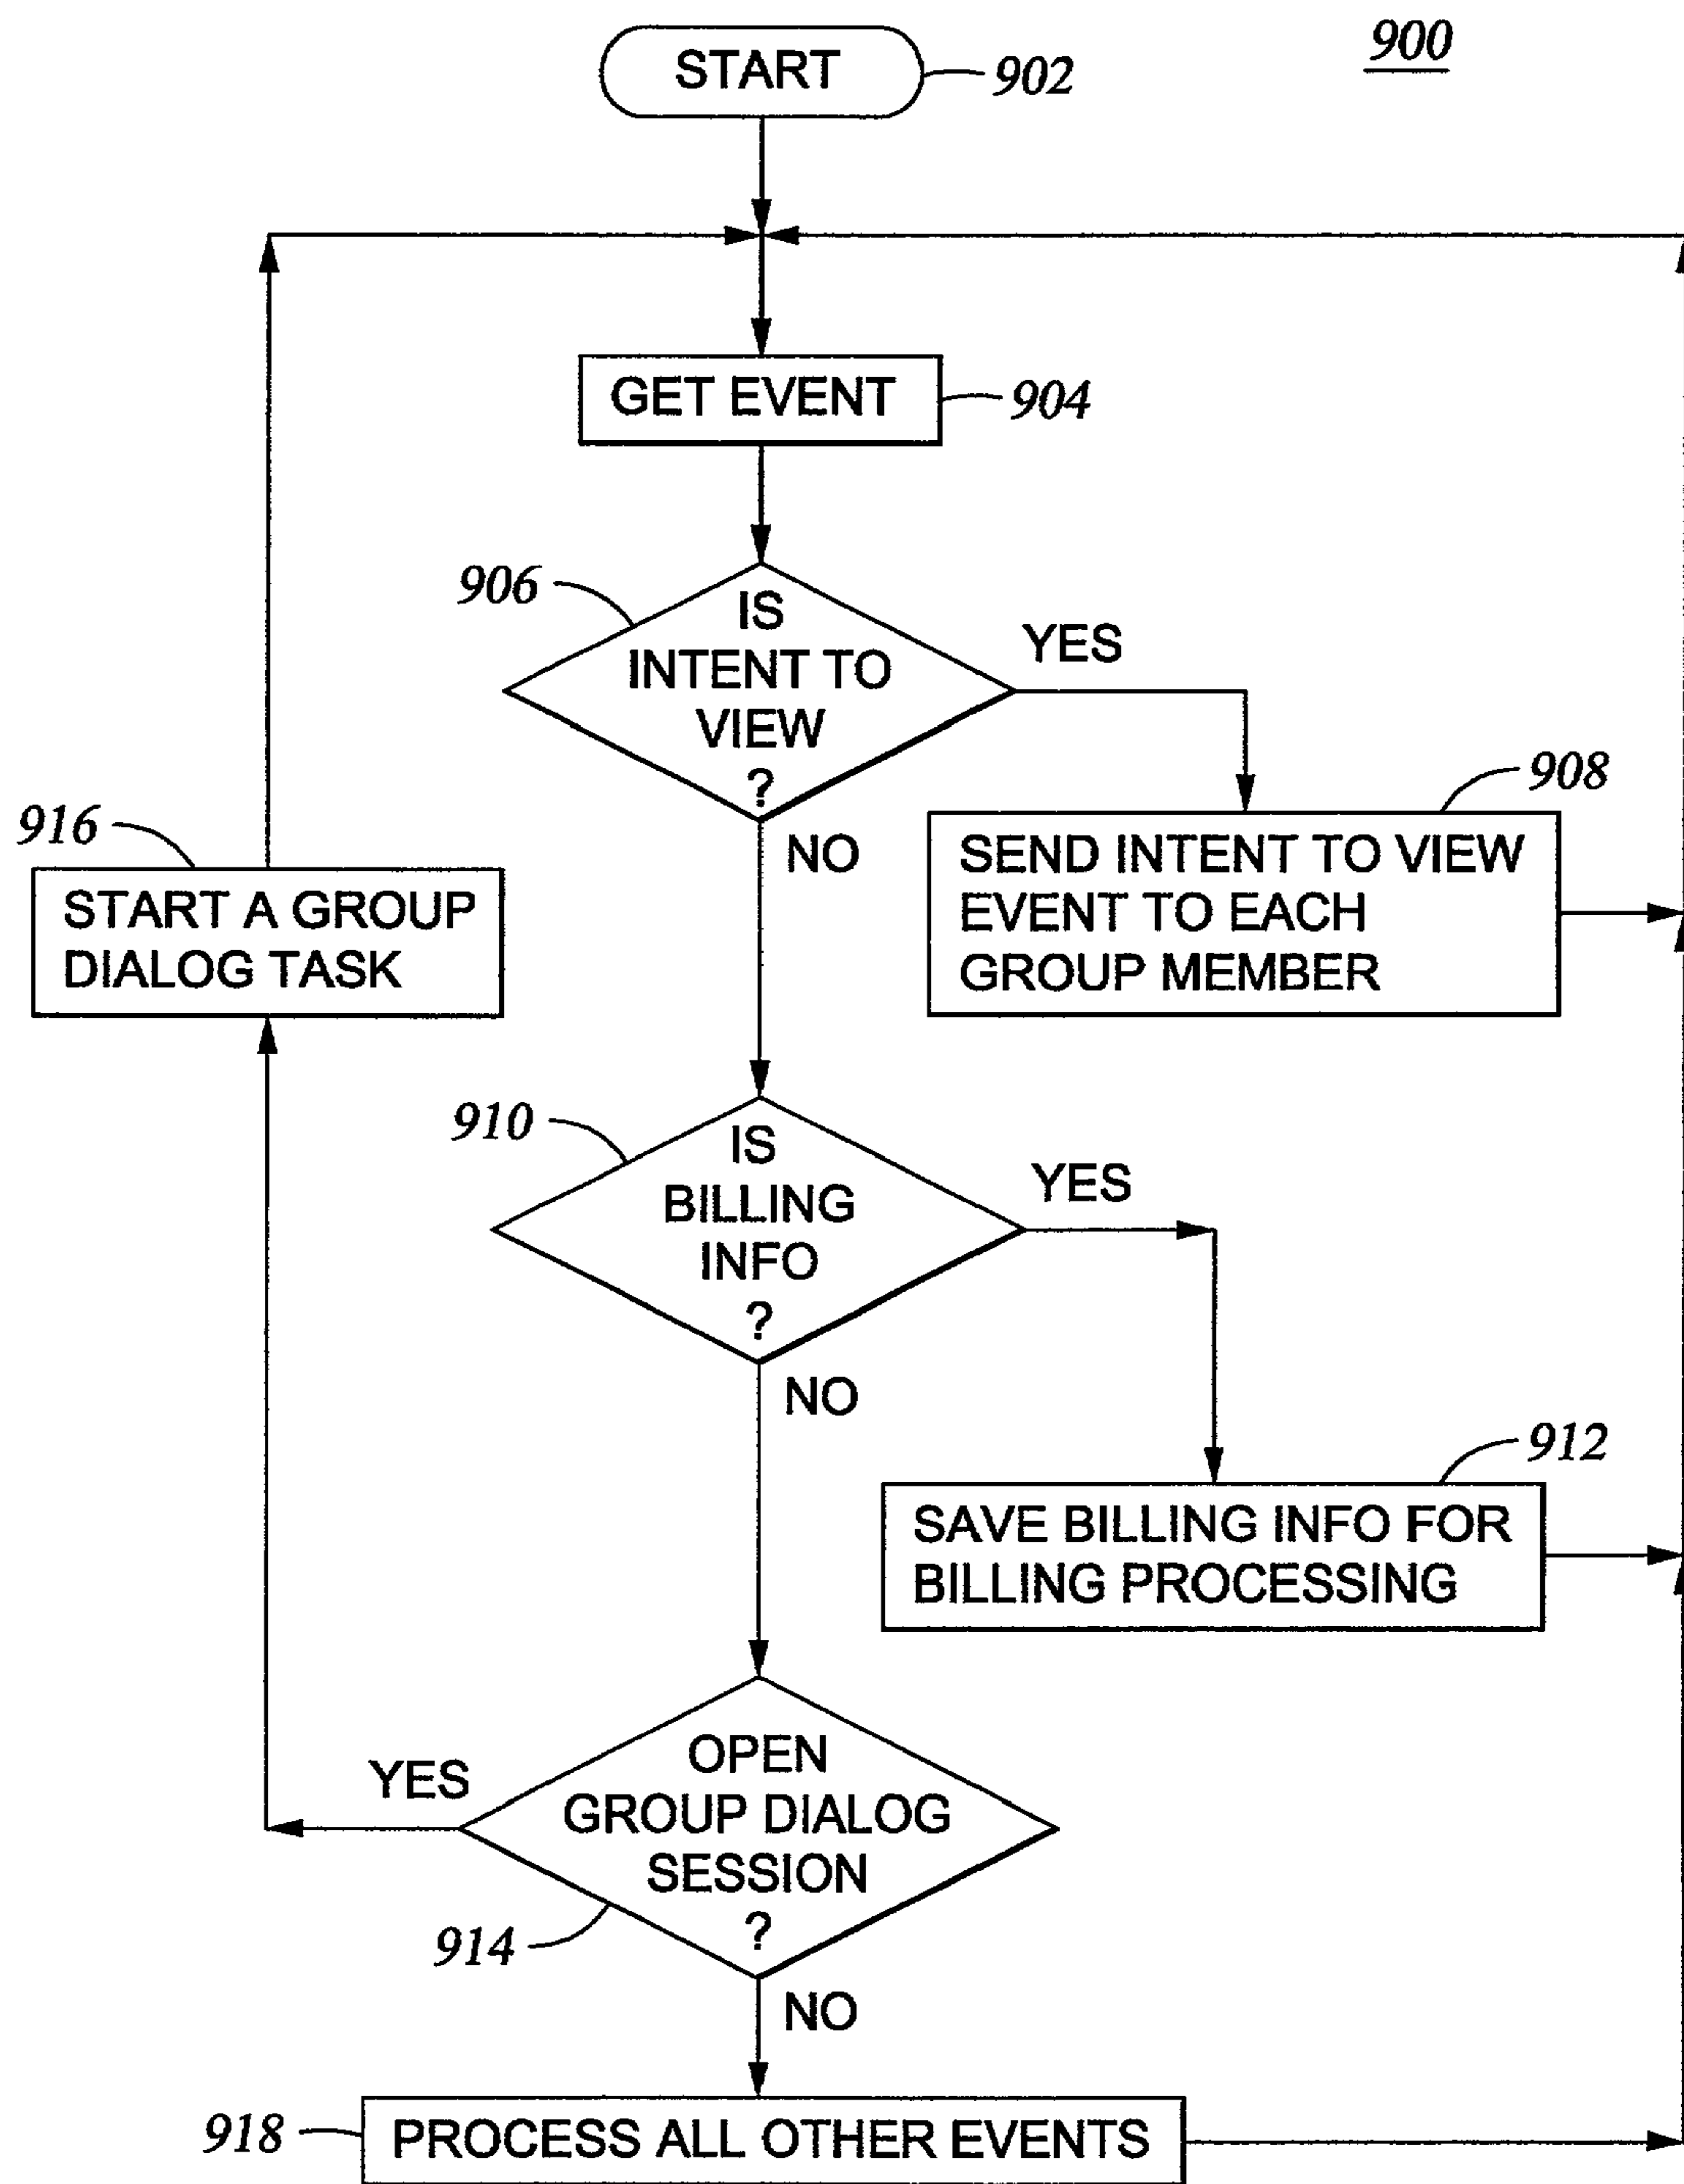 900
START
902
GET EVENT
904
906
IS
INTENT TO
VIEW
?
YES
NO
908
SEND INTENT TO VIEW
EVENT TO EACH
GROUP MEMBER
916
START A GROUP
DIALOG TASK
910
IS
BILLING
INFO
?
YES
NO
912
SAVE BILLING INFO FOR
BILLING PROCESSING
YES
OPEN
GROUP DIALOG
SESSION
?
914
NO
918
PROCESS ALL OTHER EVENTS